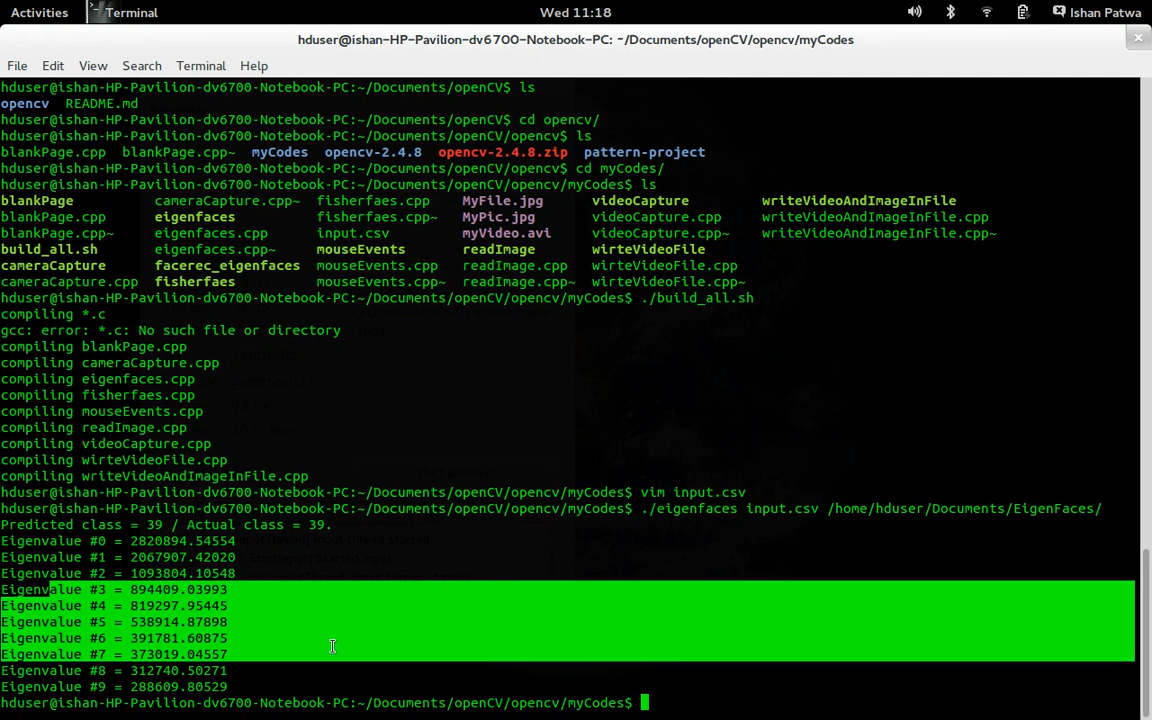 Activities Terminal Wed 11:18 Ishan Patwa
hduser@ishan-HP-Pavilion-dv6700-Notebook-PC: ~/Documents/openCV/opencv/myCodes
File Edit View Search Terminal Help
hduser@ishan-HP-Pavilion-dv6700-Notebook-PC:~/Documents/openCV$ ls
opencv README.md
hduser@ishan-HP-Pavilion-dv6700-Notebook-PC:~/Documents/openCV$ cd opencv/
hduser@ishan-HP-Pavilion-dv6700-Notebook-PC:~/Documents/openCV/opencv$ ls
blankPage.cpp blankPage.cpp~ myCodes opencv-2.4.8 opencv-2.4.8.zip pattern-project
hduser@ishan-HP-Pavilion-dv6700-Notebook-PC:~/Documents/openCV/opencv$ cd myCodes/
hduser@ishan-HP-Pavilion-dv6700-Notebook-PC:~/Documents/openCV/opencv/myCodes$ ls
blankPage cameraCapture.cpp~ fisherfaes.cpp MyFile.jpg videoCapture writeVideoAndImageInFile
blankPage.cpp eigenfaces fisherfaes.cpp~ MyPic.jpg videoCapture.cpp writeVideoAndImageInFile.cpp
blankPage.cpp~ eigenfaces.cpp input.csv myVideo.avi videoCapture.cpp~ writeVideoAndImageInFile.cpp~
build_all.sh eigenfaces.cpp~ mouseEvents readImage wirteVideoFile
cameraCapture facerec_eigenfaces mouseEvents.cpp readImage.cpp wirteVideoFile.cpp
cameraCapture.cpp fisherfaes mouseEvents.cpp~ readImage.cpp~ wirteVideoFile.cpp~
hduser@ishan-HP-Pavilion-dv6700-Notebook-PC:~/Documents/openCV/opencv/myCodes$ ./build_all.sh
compiling *.c
gcc: error: *.c: No such file or directory
compiling blankPage.cpp
compiling cameraCapture.cpp
compiling eigenfaces.cpp
compiling fisherfaes.cpp
compiling mouseEvents.cpp
compiling readImage.cpp
compiling videoCapture.cpp
compiling wirteVideoFile.cpp
compiling writeVideoAndImageInFile.cpp
hduser@ishan-HP-Pavilion-dv6700-Notebook-PC:~/Documents/openCV/opencv/myCodes$ vim input.csv
hduser@ishan-HP-Pavilion-dv6700-Notebook-PC:~/Documents/openCV/opencv/myCodes$ ./eigenfaces input.csv /home/hduser/Documents/EigenFaces/
Predicted class = 39 / Actual class = 39.
Eigenvalue #0 = 2820894.54554
Eigenvalue #1 = 2067907.42020
Eigenvalue #2 = 1093804.10548
Eigenvalue #3 = 894409.03993
Eigenvalue #4 = 819297.95445
Eigenvalue #5 = 538914.87898
Eigenvalue #6 = 391781.60875
Eigenvalue #7 = 373019.04557
Eigenvalue #8 = 312740.50271
Eigenvalue #9 = 288609.80529
hduser@ishan-HP-Pavilion-dv6700-Notebook-PC:~/Documents/openCV/opencv/myCodes$